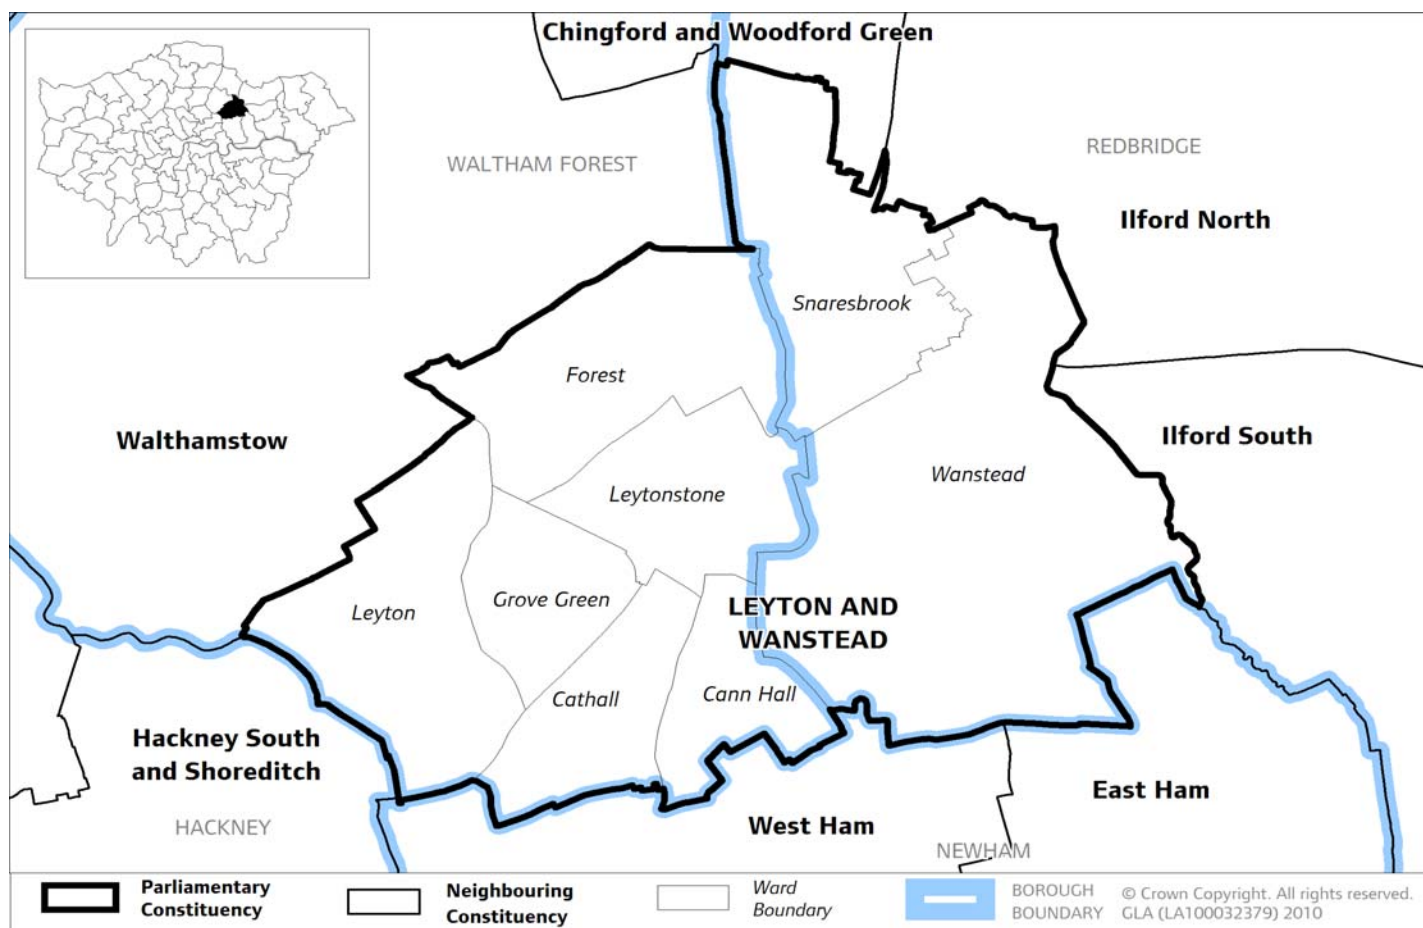 Chingford and Woodford Green
WALTHAM FOREST
REDBRIDGE
Ilford North
Snaresbrook
Forest
Walthamstow
Ilford South
Wanstead
Leytonstone
Grove Green
Leyton
LEYTON AND
WANSTEAD
Cathall
Cann Hall
Hackney South
and Shoreditch
East Ham
HACKNEY
West Ham
NEWHAM
Parliamentary
Constituency
Neighbouring
Constituency
Ward
Boundary
BOROUGH
BOUNDARY
© Crown Copyright. All rights reserved.
GLA (LA100032379) 2010